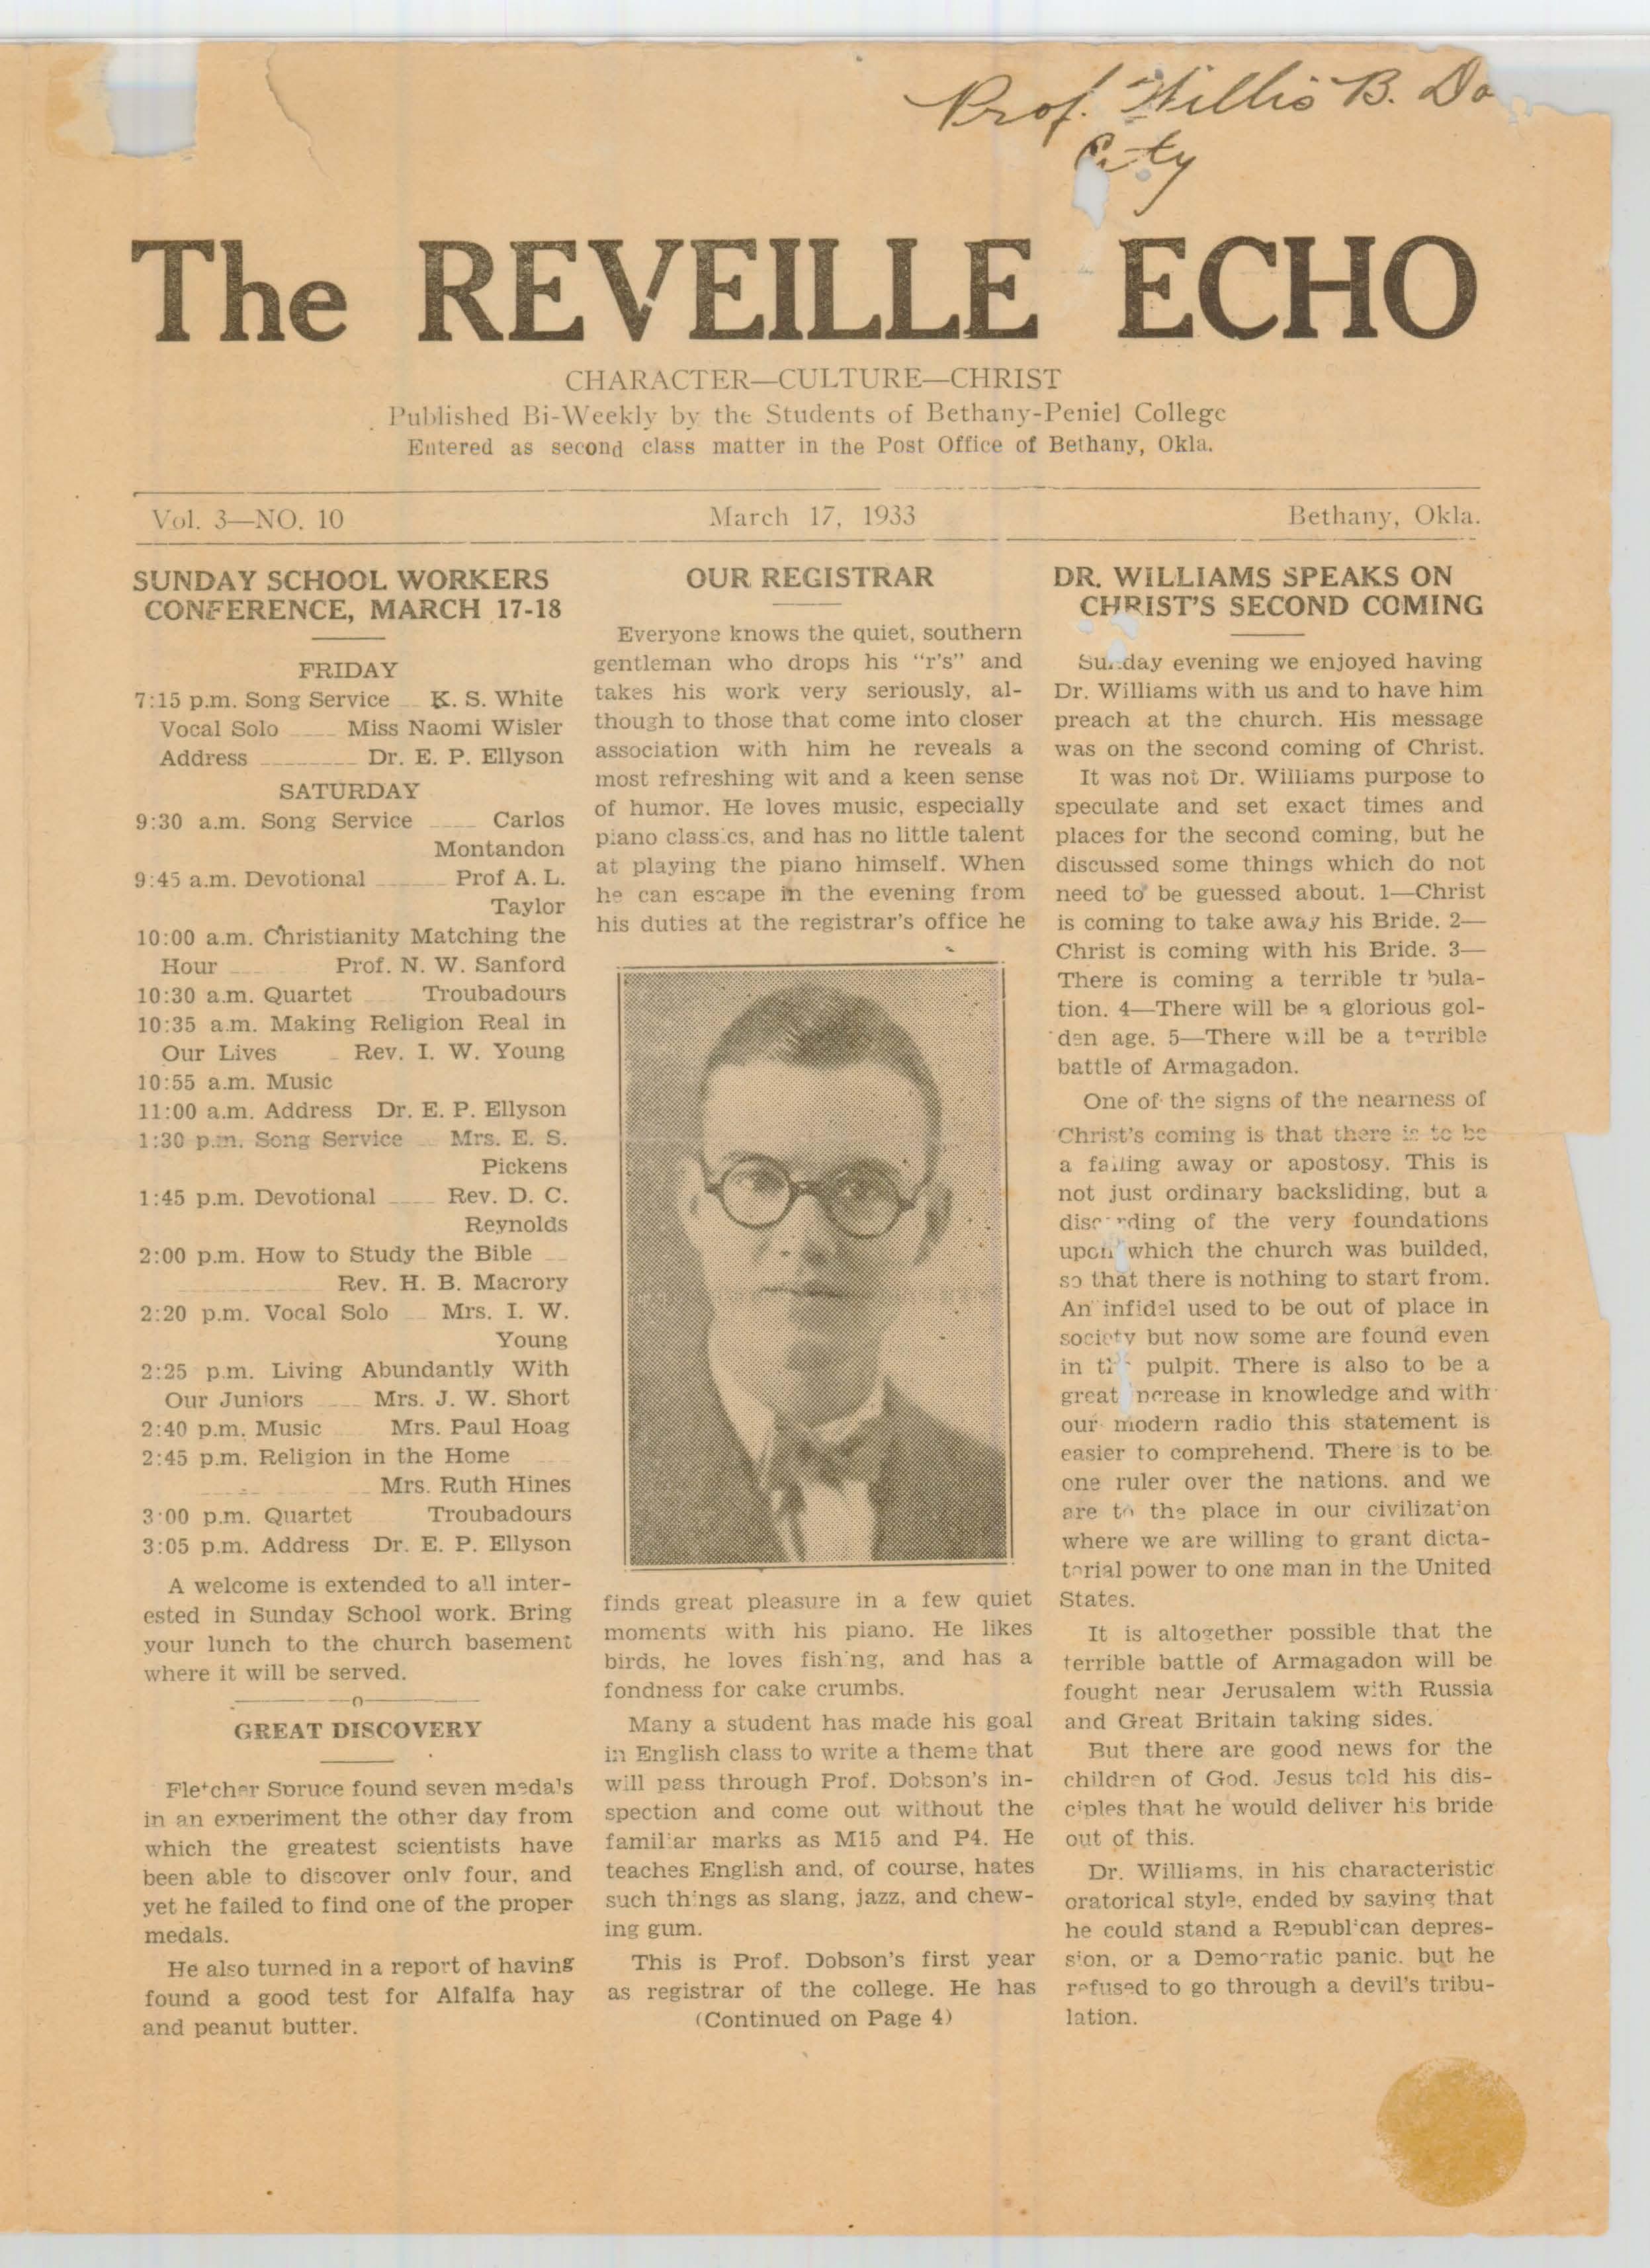 Prof. Willis B. Do
City
The REVEILLE ECHO
CHARACTER—CULTURE—CHRIST
Published Bi-Weekly by the Students of Bethany-Peniel College
Entered as second class matter in the Post Office of Bethany, Okla.
Vol. 3—NO. 10 March 17, 1933 Bethany, Okla.
SUNDAY SCHOOL WORKERS
CONFERENCE, MARCH 17-18
FRIDAY
7:15 p.m. Song Service __ K. S. White
Vocal Solo ____ Miss Naomi Wisler
Address ________ Dr. E. P. Ellyson
SATURDAY
9:30 a.m. Song Service ____ Carlos
Montandon
9:45 a.m. Devotional ______ Prof A. L.
Taylor
10:00 a.m. Christianity Matching the
Hour ___ Prof. N. W. Sanford
10:30 a.m. Quartet ___ Troubadours
10:35 a.m. Making Religion Real in
Our Lives _ Rev. I. W. Young
10:55 a.m. Music
11:00 a.m. Address Dr. E. P. Ellyson
1:30 p.m. Song Service __ Mrs. E. S.
Pickens
1:45 p.m. Devotional ____ Rev. D. C.
Reynolds
2:00 p.m. How to Study the Bible __
____________ Rev. H. B. Macrory
2:20 p.m. Vocal Solo __ Mrs. I. W.
Young
2:25 p.m. Living Abundantly With
Our Juniors ____ Mrs. J. W. Short
2:40 p.m. Music ____ Mrs. Paul Hoag
2:45 p.m. Religion in the Home ___
____________ Mrs. Ruth Hines
3:00 p.m. Quartet Troubadours
3:05 p.m. Address Dr. E. P. Ellyson
A welcome is extended to all inter-
ested in Sunday School work. Bring
your lunch to the church basement
where it will be served.
o
GREAT DISCOVERY
Fletcher Spruce found seven medals
in an experiment the other day from
which the greatest scientists have
been able to discover only four, and
yet he failed to find one of the proper
medals.
He also turned in a report of having
found a good test for Alfalfa hay
and peanut butter.
OUR REGISTRAR
Everyone knows the quiet, southern
gentleman who drops his "r's" and
takes his work very seriously, al-
though to those that come into closer
association with him he reveals a
most refreshing wit and a keen sense
of humor. He loves music, especially
piano classics, and has no little talent
at playing the piano himself. When
he can escape in the evening from
his duties at the registrar's office he
finds great pleasure in a few quiet
moments with his piano. He likes
birds, he loves fishing, and has a
fondness for cake crumbs.
Many a student has made his goal
in English class to write a theme that
will pass through Prof. Dobson's in-
spection and come out without the
familiar marks as M15 and P4. He
teaches English and, of course, hates
such things as slang, jazz, and chew-
ing gum.
This is Prof. Dobson's first year
as registrar of the college. He has
(Continued on Page 4)
DR. WILLIAMS SPEAKS ON
CHRIST'S SECOND COMING
Sunday evening we enjoyed having
Dr. Williams with us and to have him
preach at the church. His message
was on the second coming of Christ.
It was not Dr. Williams purpose to
speculate and set exact times and
places for the second coming, but he
discussed some things which do not
need to be guessed about. 1—Christ
is coming to take away his Bride. 2—
Christ is coming with his Bride. 3—
There is coming a terrible tribula-
tion. 4—There will be a glorious gol-
den age. 5—There will be a terrible
battle of Armagadon.
One of the signs of the nearness of
Christ's coming is that there is to be
a falling away or apostosy. This is
not just ordinary backsliding, but a
discarding of the very foundations
upon which the church was builded,
so that there is nothing to start from.
An infidel used to be out of place in
society but now some are found even
in the pulpit. There is also to be a
great increase in knowledge and with
our modern radio this statement is
easier to comprehend. There is to be
one ruler over the nations, and we
are to the place in our civilization
where we are willing to grant dicta-
torial power to one man in the United
States.
It is altogether possible that the
terrible battle of Armagadon will be
fought near Jerusalem with Russia
and Great Britain taking sides.
But there are good news for the
children of God. Jesus told his dis-
ciples that he would deliver his bride
out of this.
Dr. Williams, in his characteristic
oratorical style, ended by saying that
he could stand a Republican depres-
sion, or a Democratic panic, but he
refused to go through a devil's tribu-
lation.